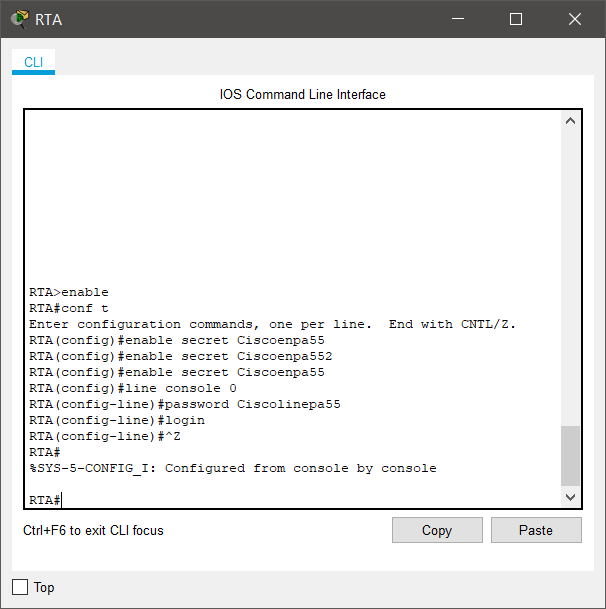 RTA
CLI
IOS Command Line Interface
RTA>enable
RTA#conf t
Enter configuration commands, one per line.  End with CNTL/Z.
RTA(config)#enable secret Ciscoenpa55
RTA(config)#enable secret Ciscoenpa552
RTA(config)#enable secret Ciscoenpa55
RTA(config)#line console 0
RTA(config-line)#password Ciscolinepa55
RTA(config-line)#login
RTA(config-line)#^Z
RTA#
%SYS-5-CONFIG_I: Configured from console by console
RTA#
Ctrl+F6 to exit CLI focus
Copy
Paste
Top